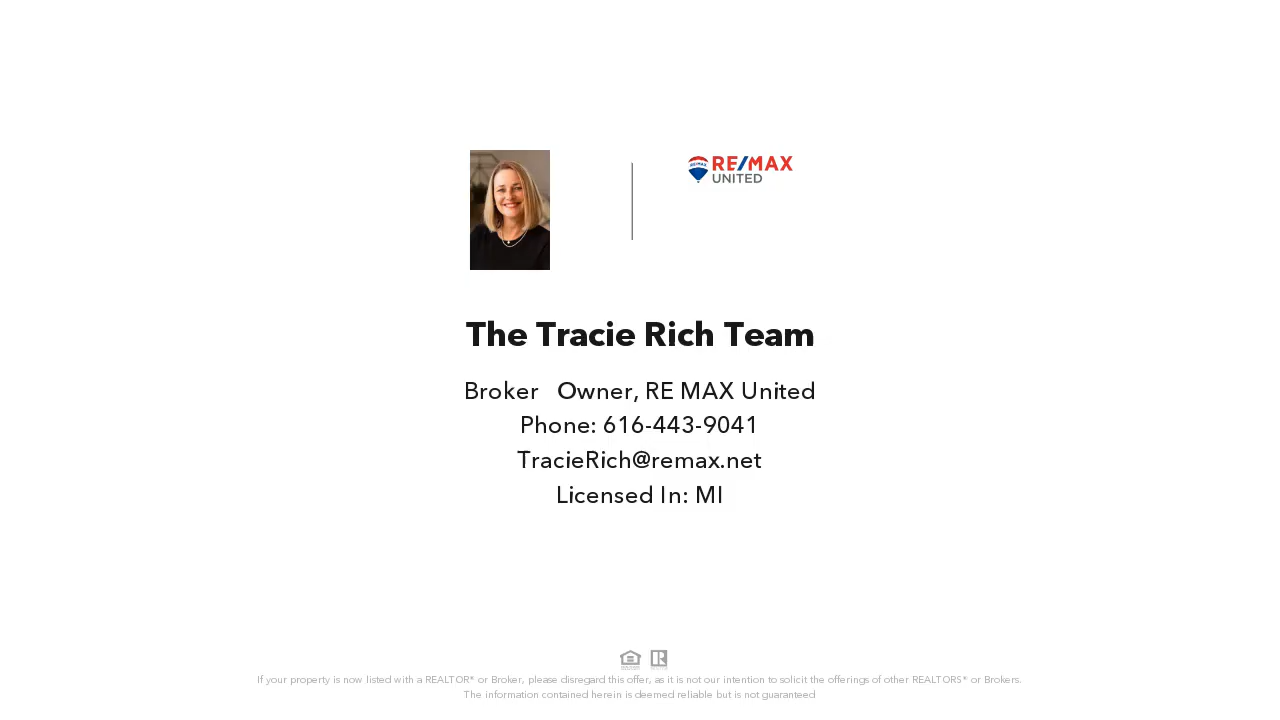 RE/MAX
RE/MAX
UNITED
The Tracie Rich Team
Broker Owner, RE MAX United
Phone: 616-443-9041
TracieRich@remax.net
Licensed In: MI
If your property is now listed with a REALTOR® or Broker, please disregard this offer, as it is not our intention to solicit the offerings of other REALTORS® or Brokers.
The information contained herein is deemed reliable but is not guaranteed